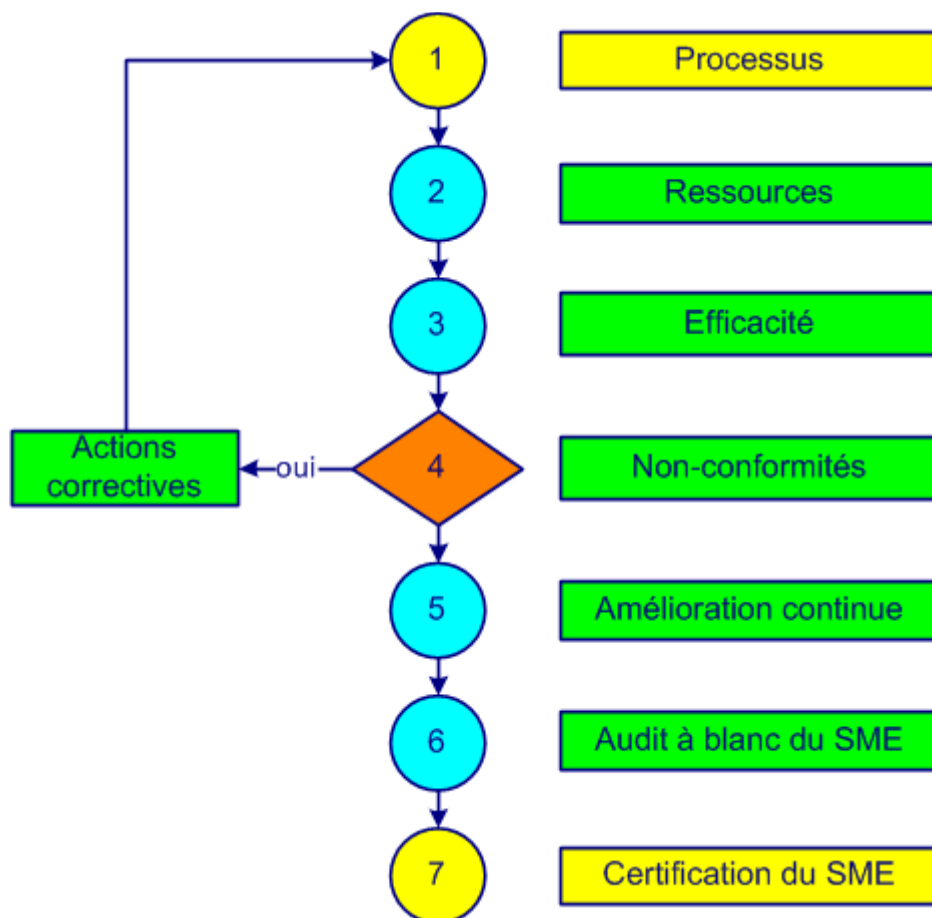 1
Processus
2
Ressources
3
Efficacité
Actions
correctives
oui
4
Non-conformités
5
Amélioration continue
6
Audit à blanc du SME
7
Certification du SME